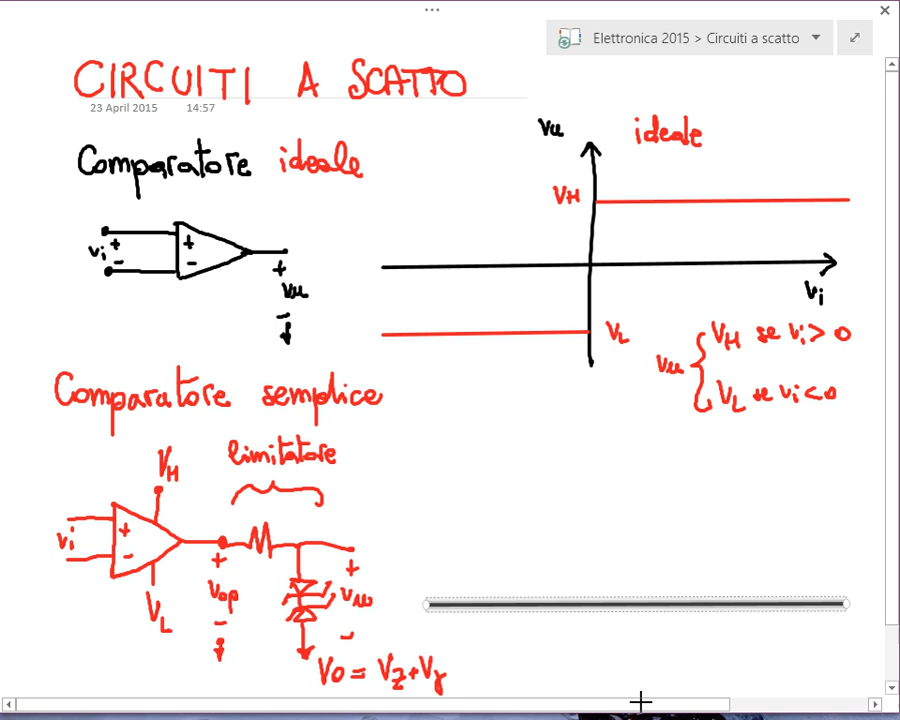 Elettronica 2015 > Circuiti a scatto
CIRCUITI A SCATTO
23 April 2015 14:57
Comparatore ideale
vi + - + -
+ vu -
vu ideale
VH
vi
VL
vu { VH se vi > 0
VL se vi < 0
Comparatore semplice
limitatore
VH
vi + -
VL
+ vop -
+ vu -
V0 = VZ + Vγ